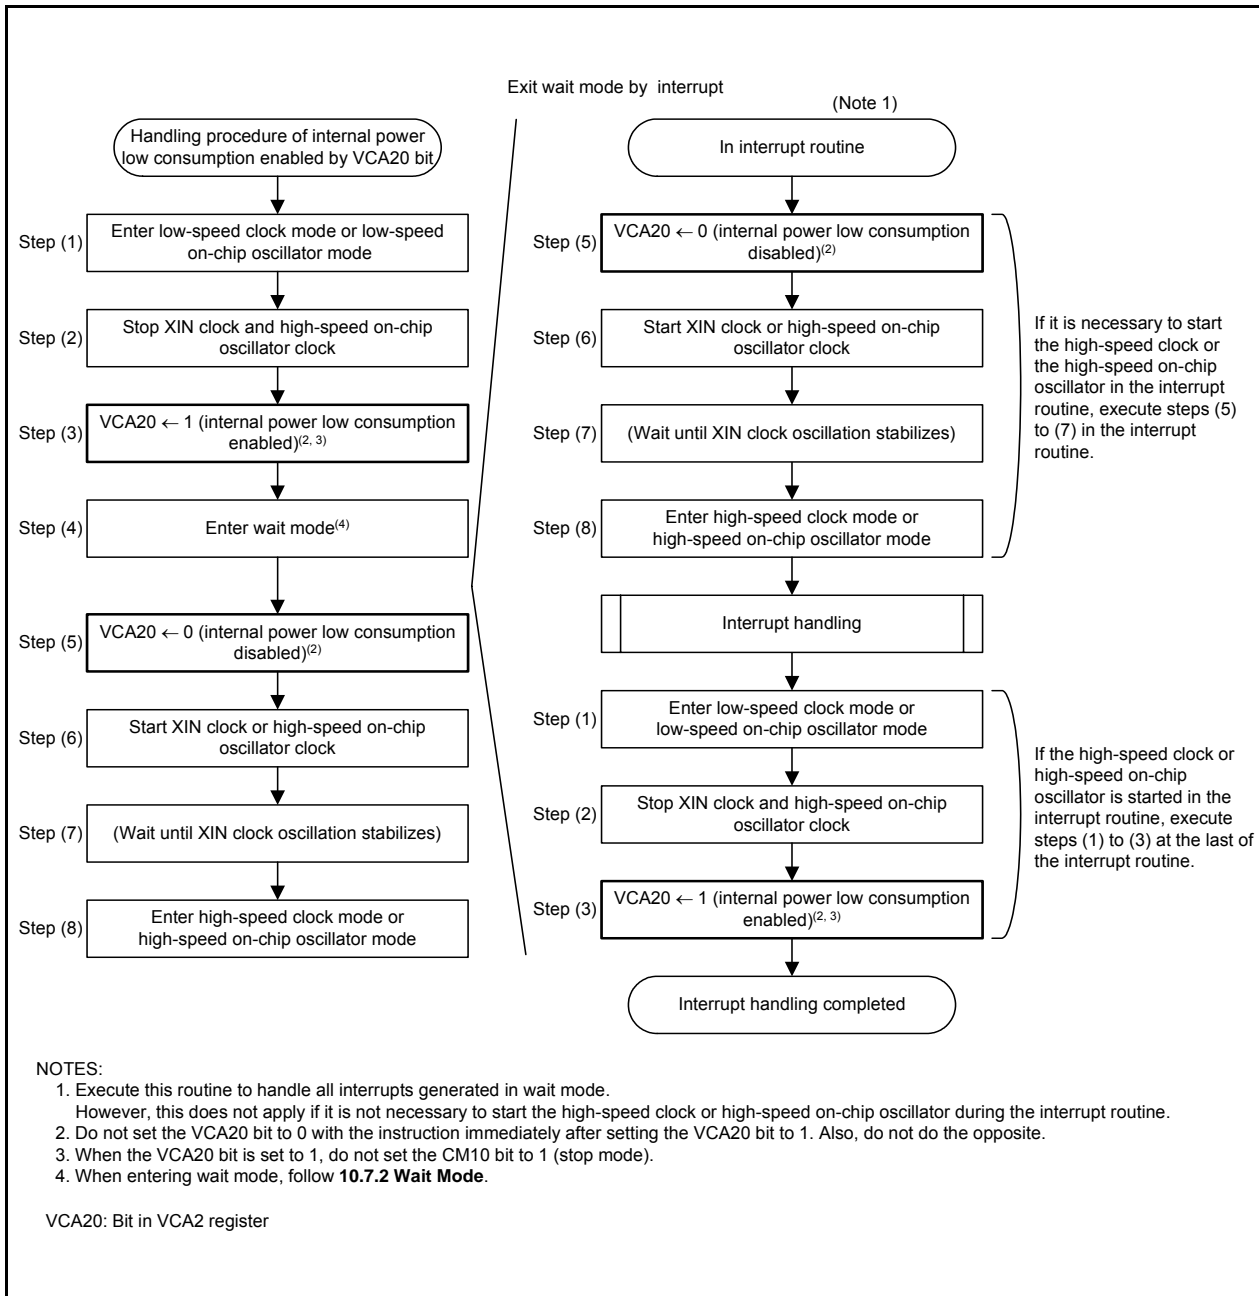 Exit wait mode by interrupt
(Note 1)
Handling procedure of internal power
low consumption enabled by VCA20 bit
Step (1)
Enter low-speed clock mode or low-speed
on-chip oscillator mode
Step (2)
Stop XIN clock and high-speed on-chip
oscillator clock
Step (3)
VCA20 ← 1 (internal power low consumption
enabled)(2, 3)
Step (4)
Enter wait mode(4)
Step (5)
VCA20 ← 0 (internal power low consumption
disabled)(2)
Step (6)
Start XIN clock or high-speed on-chip
oscillator clock
Step (7)
(Wait until XIN clock oscillation stabilizes)
Step (8)
Enter high-speed clock mode or
high-speed on-chip oscillator mode
In interrupt routine
Step (5)
VCA20 ← 0 (internal power low consumption
disabled)(2)
Step (6)
Start XIN clock or high-speed on-chip
oscillator clock
Step (7)
(Wait until XIN clock oscillation stabilizes)
Step (8)
Enter high-speed clock mode or
high-speed on-chip oscillator mode
If it is necessary to start
the high-speed clock or
the high-speed on-chip
oscillator in the interrupt
routine, execute steps (5)
to (7) in the interrupt
routine.
Interrupt handling
Step (1)
Enter low-speed clock mode or
low-speed on-chip oscillator mode
Step (2)
Stop XIN clock and high-speed on-chip
oscillator clock
Step (3)
VCA20 ← 1 (internal power low consumption
enabled)(2, 3)
If the high-speed clock or
high-speed on-chip
oscillator is started in the
interrupt routine, execute
steps (1) to (3) at the last of
the interrupt routine.
Interrupt handling completed
NOTES:
1. Execute this routine to handle all interrupts generated in wait mode.
However, this does not apply if it is not necessary to start the high-speed clock or high-speed on-chip oscillator during the interrupt routine.
2. Do not set the VCA20 bit to 0 with the instruction immediately after setting the VCA20 bit to 1. Also, do not do the opposite.
3. When the VCA20 bit is set to 1, do not set the CM10 bit to 1 (stop mode).
4. When entering wait mode, follow 10.7.2 Wait Mode.
VCA20: Bit in VCA2 register